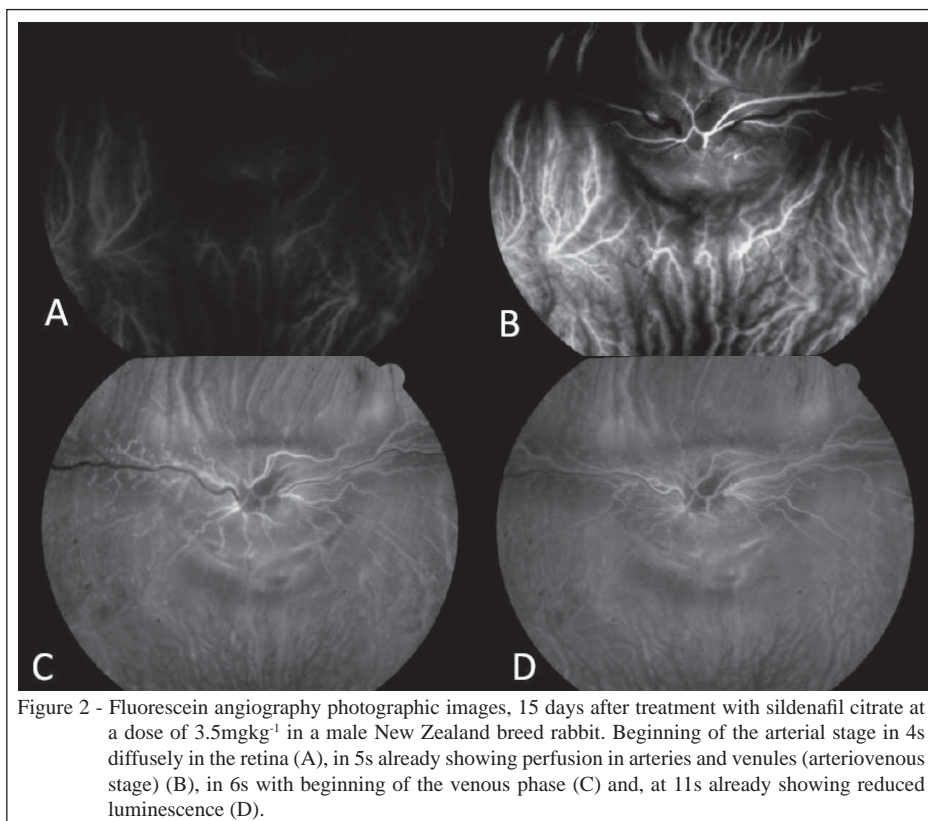 A
B
C
D
Figure 2 - Fluorescein angiography photographic images, 15 days after treatment with sildenafil citrate at
a dose of 3.5mgkg⁻¹ in a male New Zealand breed rabbit. Beginning of the arterial stage in 4s
diffusely in the retina (A), in 5s already showing perfusion in arteries and venules (arteriovenous
stage) (B), in 6s with beginning of the venous phase (C) and, at 11s already showing reduced
luminescence (D).